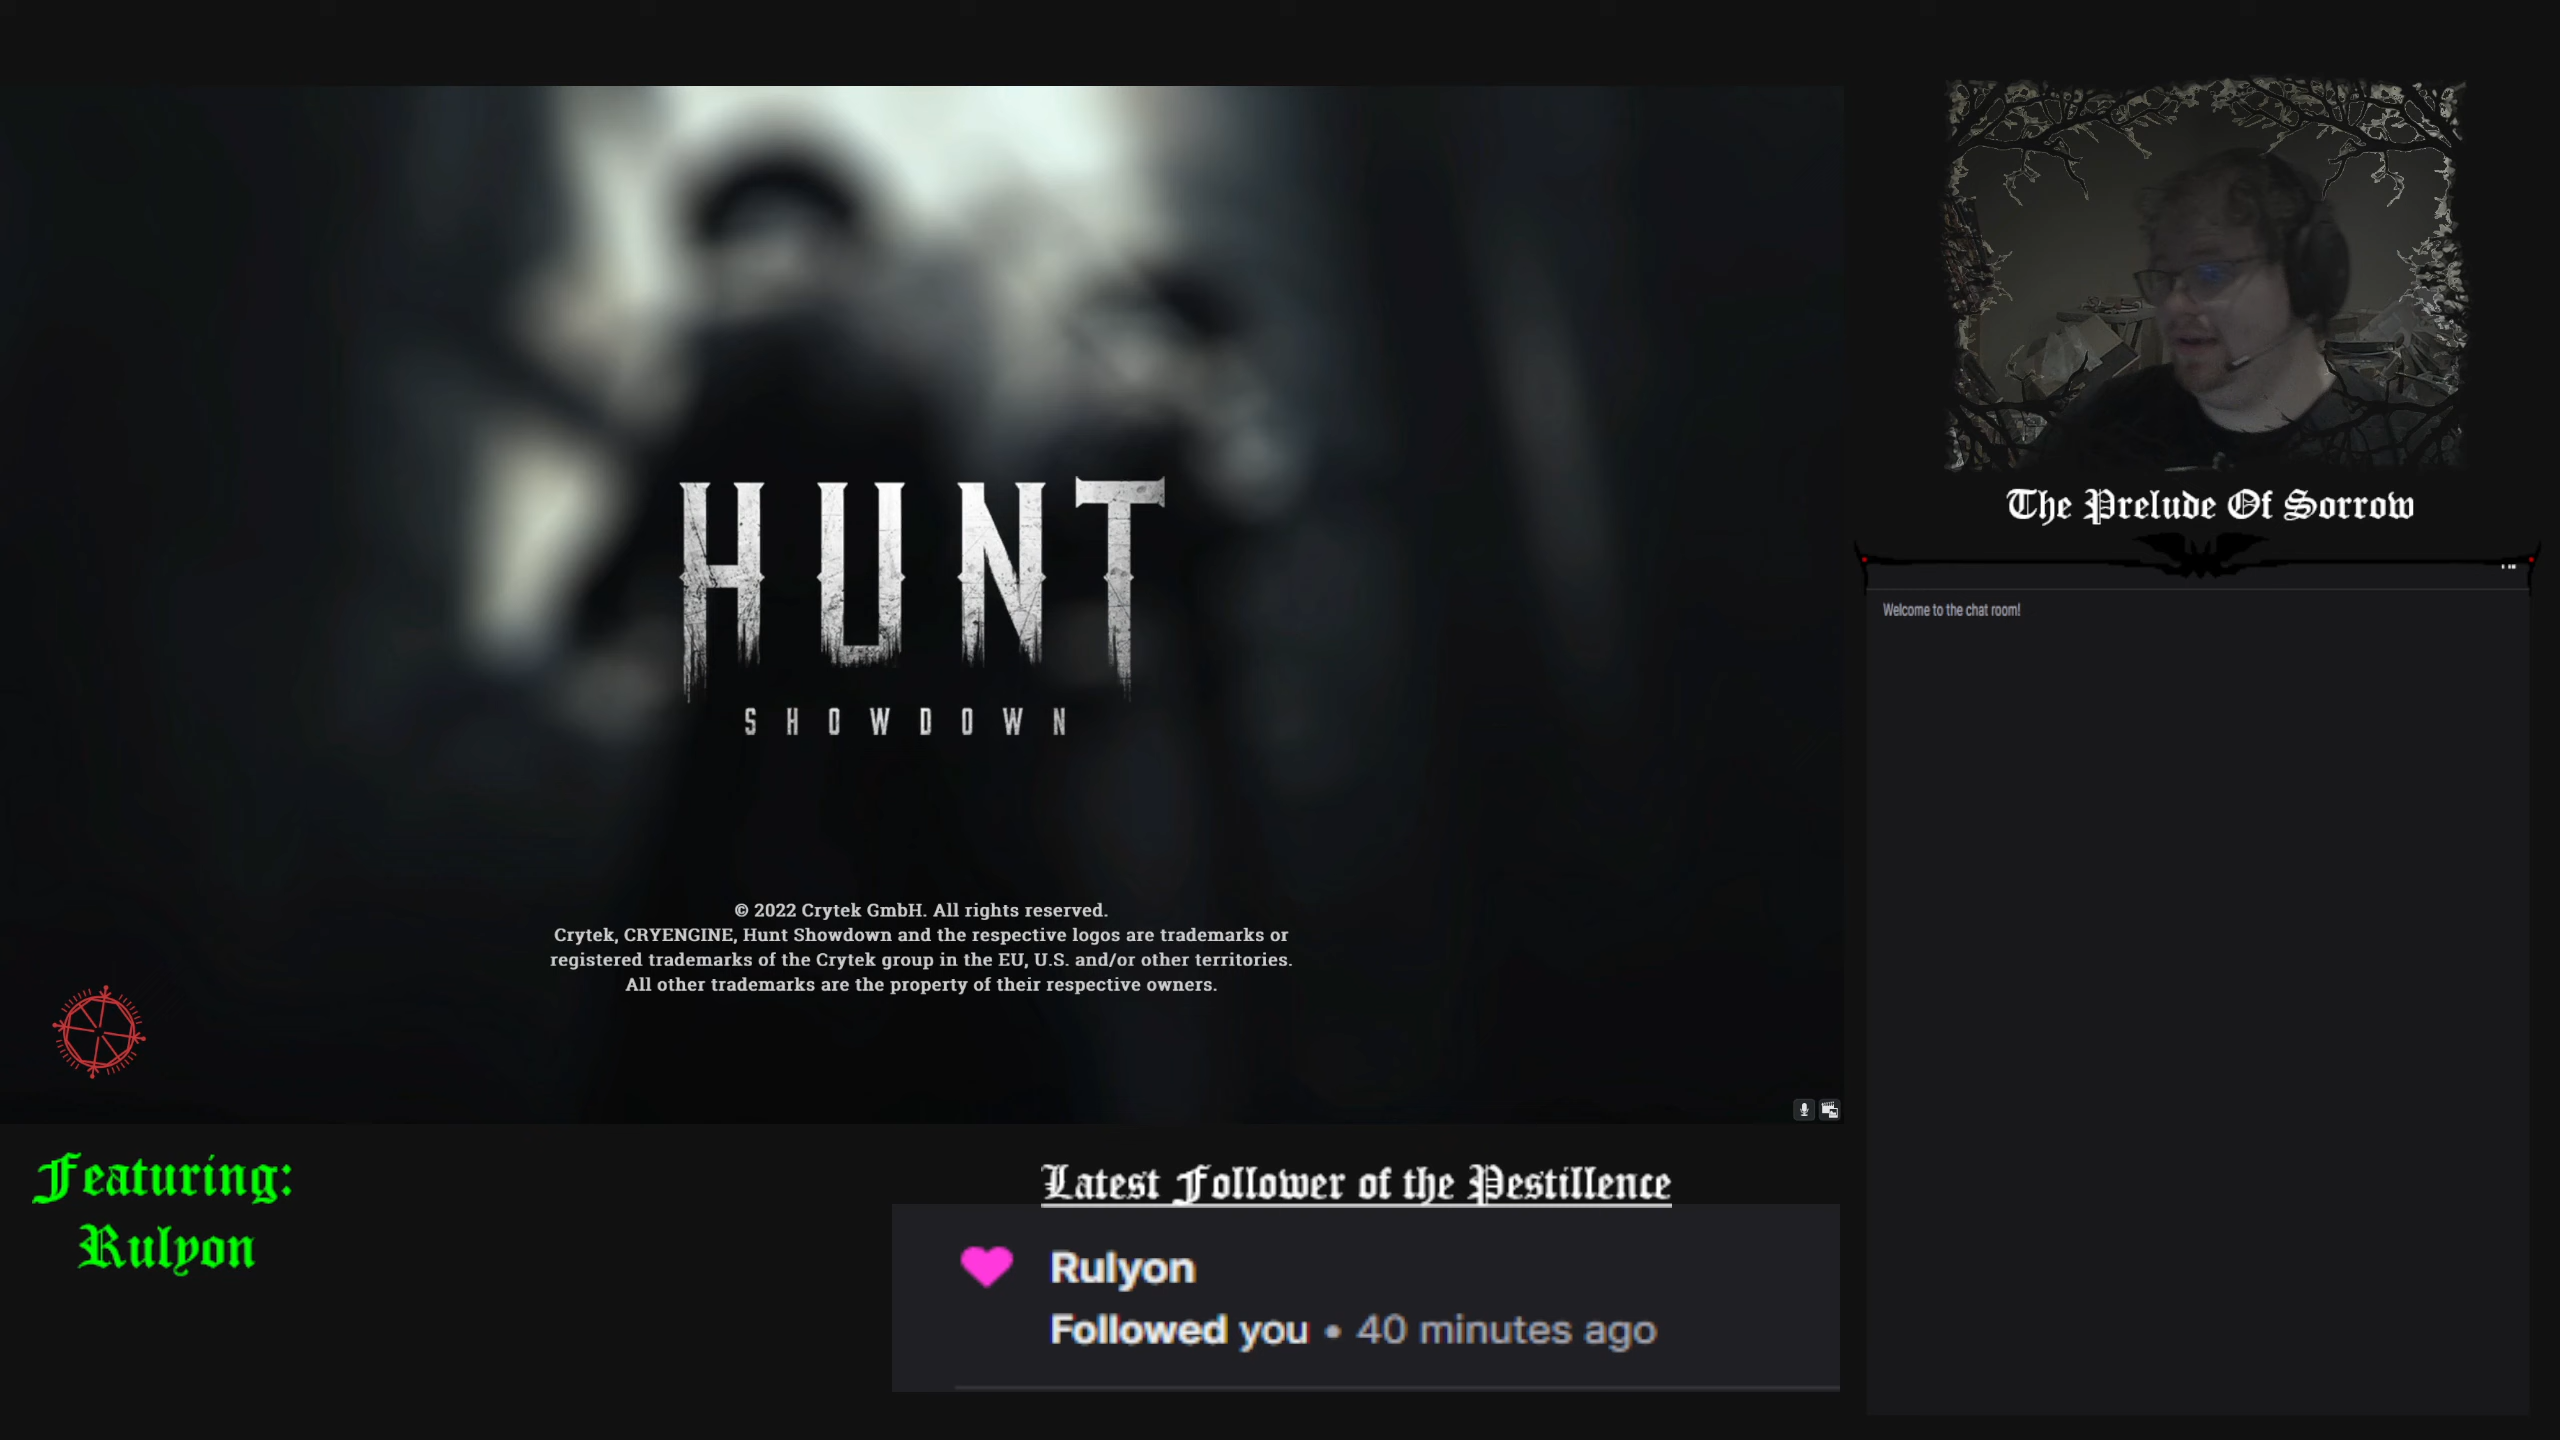 HUNT
SHOWDOWN
© 2022 Crytek GmbH. All rights reserved.
Crytek, CRYENGINE, Hunt Showdown and the respective logos are trademarks or
registered trademarks of the Crytek group in the EU, U.S. and/or other territories.
All other trademarks are the property of their respective owners.
The Prelude Of Sorrow
Welcome to the chat room!
Featuring:
Rulyon
Latest Follower of the Pestillence
Rulyon
Followed you • 40 minutes ago